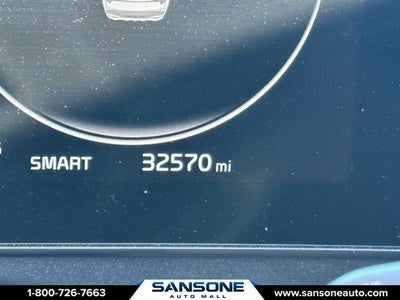 SMART 32570 mi
1-800-726-7663 SANSONE www.sansoneauto.com
AUTO MALL